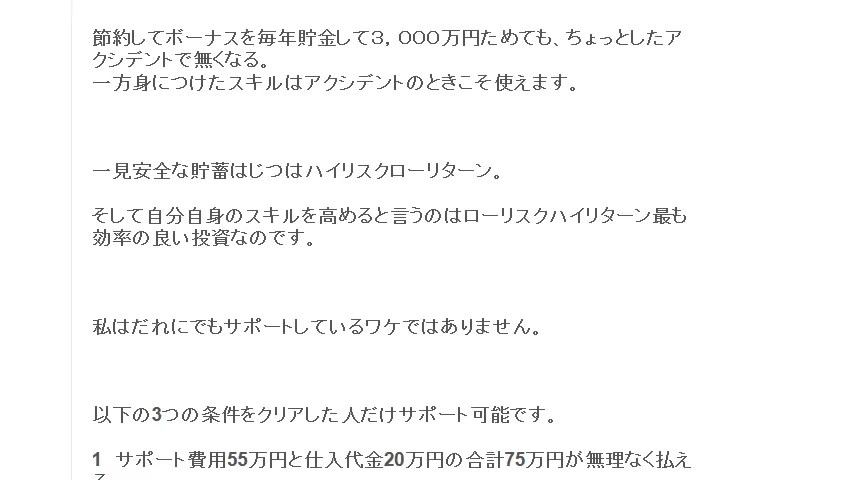 節約してボーナスを毎年貯金して３，０００万円ためても、ちょっとしたア
クシデントで無くなる。
一方身につけたスキルはアクシデントのときこそ使えます。
一見安全な貯蓄はじつはハイリスクローリターン。
そして自分自身のスキルを高めると言うのはローリスクハイリターン最も
効率の良い投資なのです。
私はだれにでもサポートしているワケではありません。
以下の3つの条件をクリアした人だけサポート可能です。
1　サポート費用55万円と仕入代金20万円の合計75万円が無理なく払え